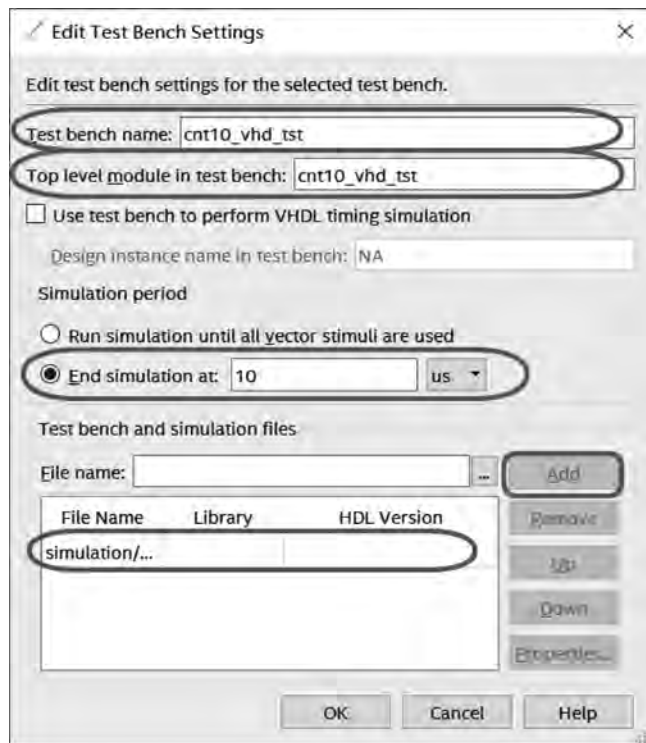 Edit Test Bench Settings
Edit test bench settings for the selected test bench.
Test bench name: cnt10_vhd_tst
Top level module in test bench: cnt10_vhd_tst
Use test bench to perform VHDL timing simulation
Design instance name in test bench: NA
Simulation period
Run simulation until all vector stimuli are used
End simulation at: 10 us
Test bench and simulation files
File name: ... Add
File Name Library HDL Version Remove
simulation/...
Up
Down
Properties...
OK Cancel Help